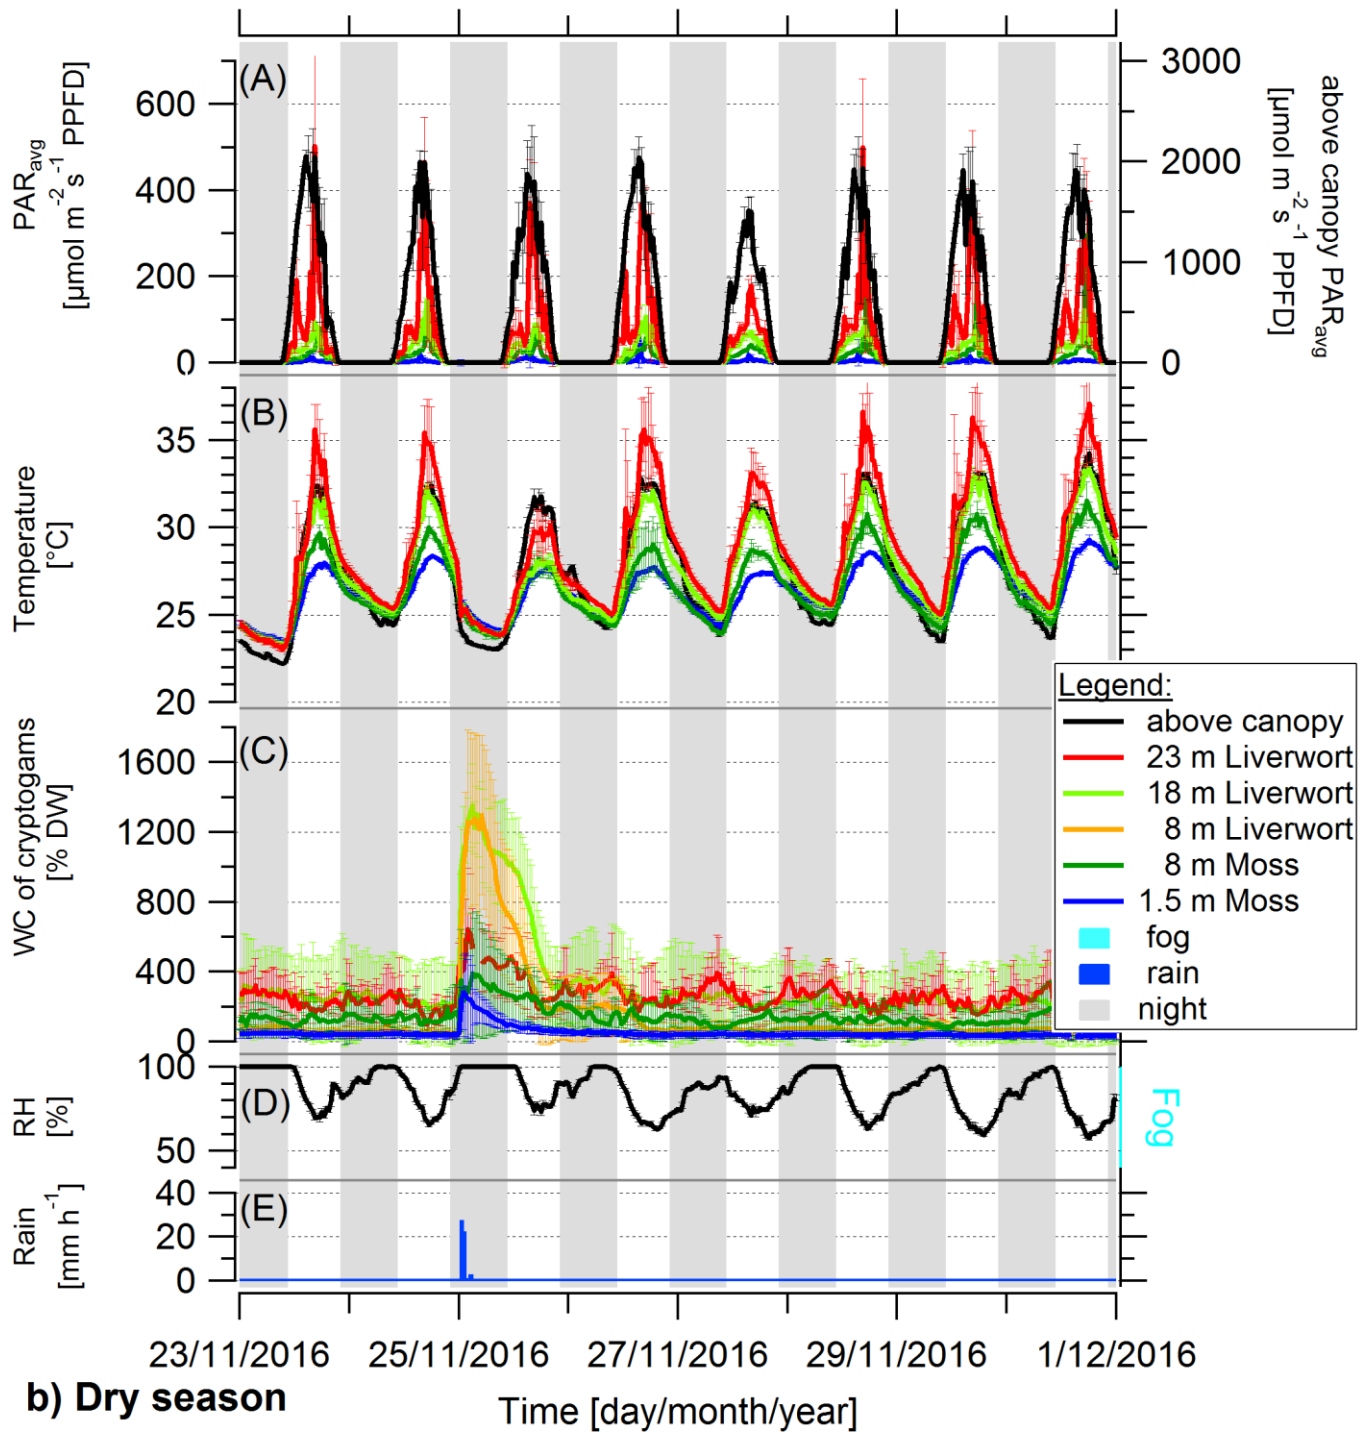 (A)
PAR avg
[µmol m⁻² s⁻¹ PPFD]
600
400
200
0
3000
2000
1000
0
above canopy PAR avg
[µmol m⁻² s⁻¹ PPFD]
(B)
Temperature
[°C]
35
30
25
20
(C)
WC of cryptogams
[% DW]
1600
1200
800
400
0
Legend:
above canopy
23 m Liverwort
18 m Liverwort
8 m Liverwort
8 m Moss
1.5 m Moss
fog
rain
night
(D)
RH
[%]
100
50
Fog
(E)
Rain
[mm h⁻¹]
40
20
0
23/11/2016 25/11/2016 27/11/2016 29/11/2016 1/12/2016
b) Dry season
Time [day/month/year]